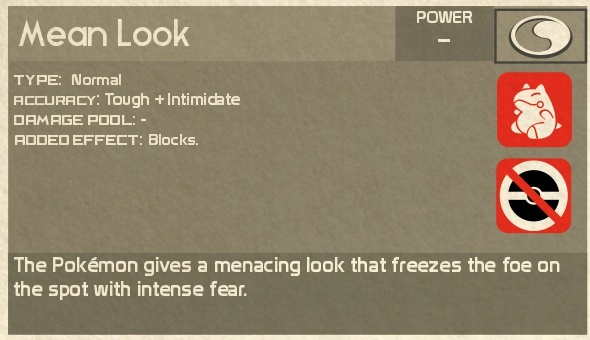 Mean Look
POWER
–
TYPE: Normal
ACCURACY: Tough + Intimidate
DAMAGE POOL: -
ADDED EFFECT: Blocks.
The Pokémon gives a menacing look that freezes the foe on
the spot with intense fear.